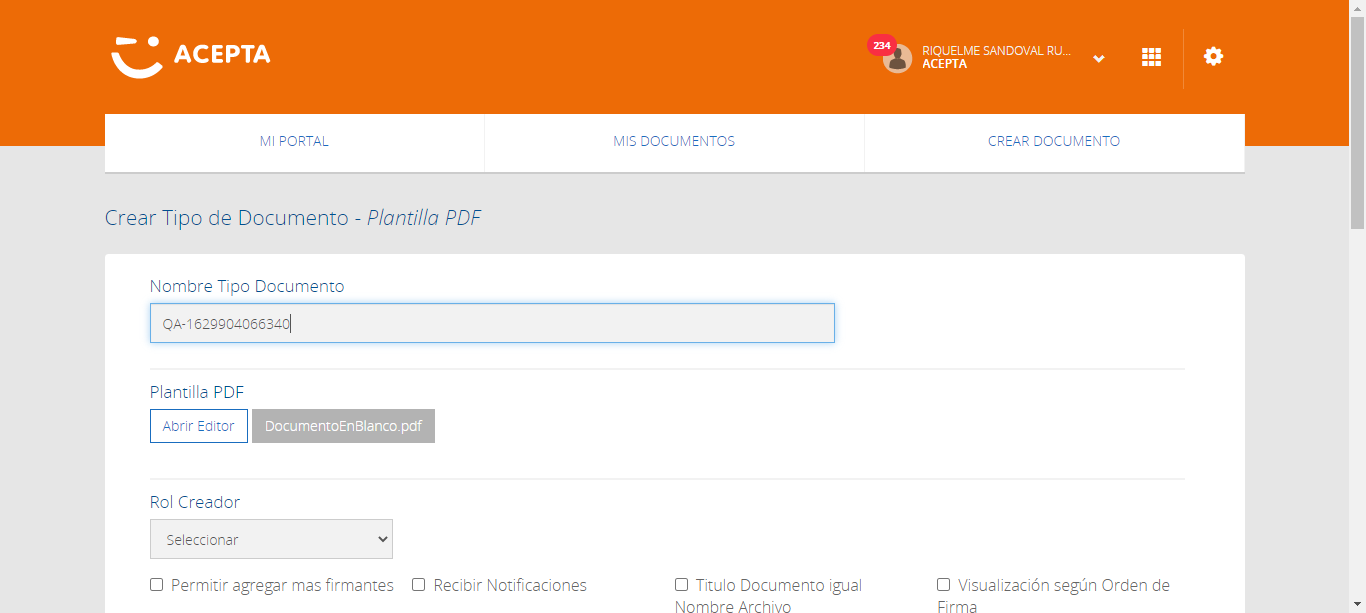 ACEPTA
234
RIQUELME SANDOVAL RU...
ACEPTA
MI PORTAL
MIS DOCUMENTOS
CREAR DOCUMENTO
Crear Tipo de Documento - Plantilla PDF
Nombre Tipo Documento
QA-1629904066340
Plantilla PDF
Abrir Editor
DocumentoEnBlanco.pdf
Rol Creador
Seleccionar
Permitir agregar mas firmantes
Recibir Notificaciones
Titulo Documento igual
Nombre Archivo
Visualización según Orden de
Firma